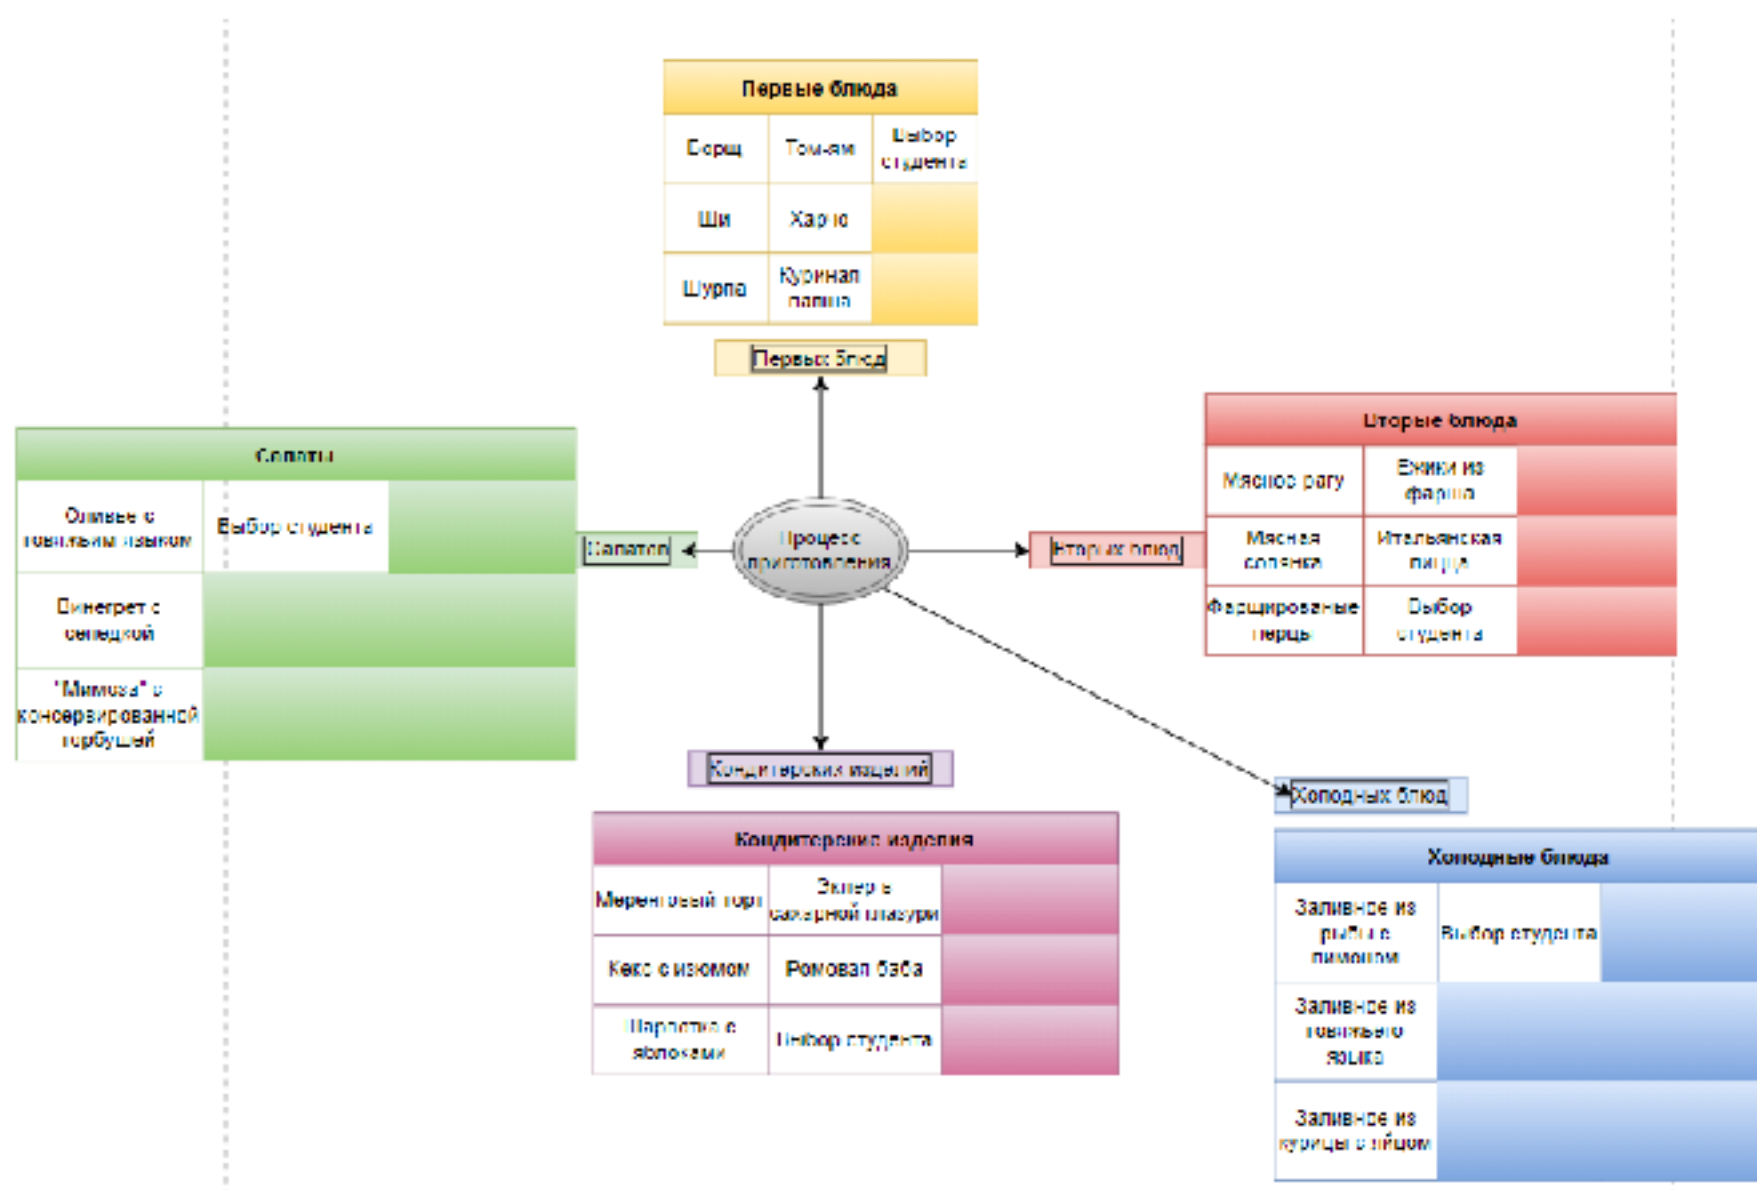 Первые блюда
Борщ
Том-ям
Выбор
студента
Щи
Харчо
Шурпа
Куриная
лапша
Первых блюд
Салаты
Оливье с
говяжьим языком
Выбор студента
Винегрет с
селедкой
"Мимоза" с
консервированной
горбушей
Салатов
Процесс
приготовления
Вторых блюд
Вторые блюда
Мясное рагу
Ежики из
фарша
Мясная
солянка
Итальянская
пицца
Фаршированые
перцы
Выбор
студента
Кондитерских изделий
Кондитерские изделия
Меренговый торт
Эклер в
сахарной глазури
Кекс с изюмом
Ромовая баба
Шарлотка с
яблоками
Выбор студента
Холодных блюд
Холодные блюда
Заливное из
рыбы с
лимоном
Выбор студента
Заливное из
говяжьего
языка
Заливное из
курицы с яйцом